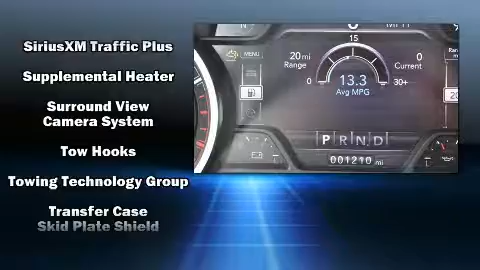 SiriusXM Traffic Plus
Supplemental Heater
Surround View
Camera System
Tow Hooks
Towing Technology Group
Transfer Case
Skid Plate Shield
15
MENU
20 mi
Range
0
Current
0
13.3
30+
Avg MPG
20
P R N D
001210 mi